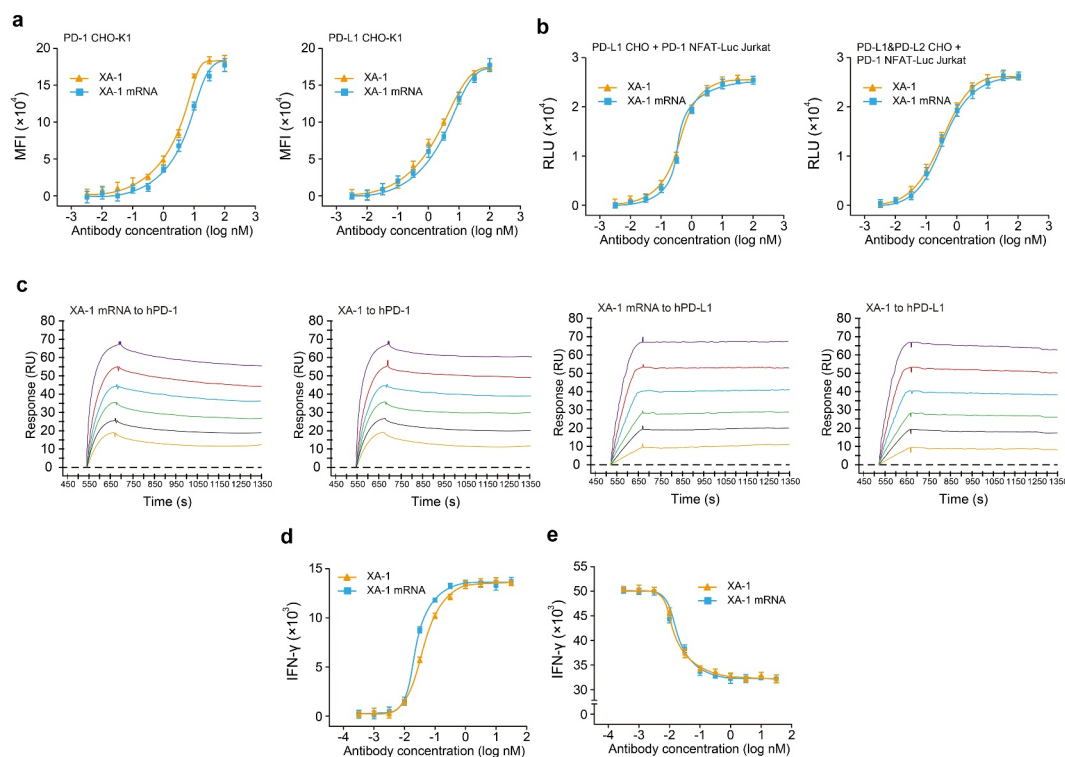 a
PD-1 CHO-K1
20
15
10
5
0
MFI (×10⁴)
XA-1
XA-1 mRNA
-3 -2 -1 0 1 2 3
Antibody concentration (log nM)
PD-L1 CHO-K1
20
15
10
5
0
MFI (×10⁴)
XA-1
XA-1 mRNA
-3 -2 -1 0 1 2 3
Antibody concentration (log nM)
b
PD-L1 CHO + PD-1 NFAT-Luc Jurkat
3
2
1
0
RLU (×10⁴)
XA-1
XA-1 mRNA
-3 -2 -1 0 1 2 3
Antibody concentration (log nM)
PD-L1&PD-L2 CHO +
PD-1 NFAT-Luc Jurkat
3
2
1
0
RLU (×10⁴)
XA-1
XA-1 mRNA
-3 -2 -1 0 1 2 3
Antibody concentration (log nM)
c
XA-1 mRNA to hPD-1
80
70
60
50
40
30
20
10
0
Response (RU)
450 550 650 750 850 950 1050 1150 1250 1350
Time (s)
XA-1 to hPD-1
80
70
60
50
40
30
20
10
0
Response (RU)
450 550 650 750 850 950 1050 1150 1250 1350
Time (s)
XA-1 mRNA to hPD-L1
80
70
60
50
40
30
20
10
0
Response (RU)
450 550 650 750 850 950 1050 1150 1250 1350
Time (s)
XA-1 to hPD-L1
80
70
60
50
40
30
20
10
0
Response (RU)
450 550 650 750 850 950 1050 1150 1250 1350
Time (s)
d
15
10
5
0
IFN-γ (×10³)
XA-1
XA-1 mRNA
-4 -3 -2 -1 0 1 2
Antibody concentration (log nM)
e
55
50
45
40
35
30
0
IFN-γ (×10³)
XA-1
XA-1 mRNA
-4 -3 -2 -1 0 1 2
Antibody concentration (log nM)